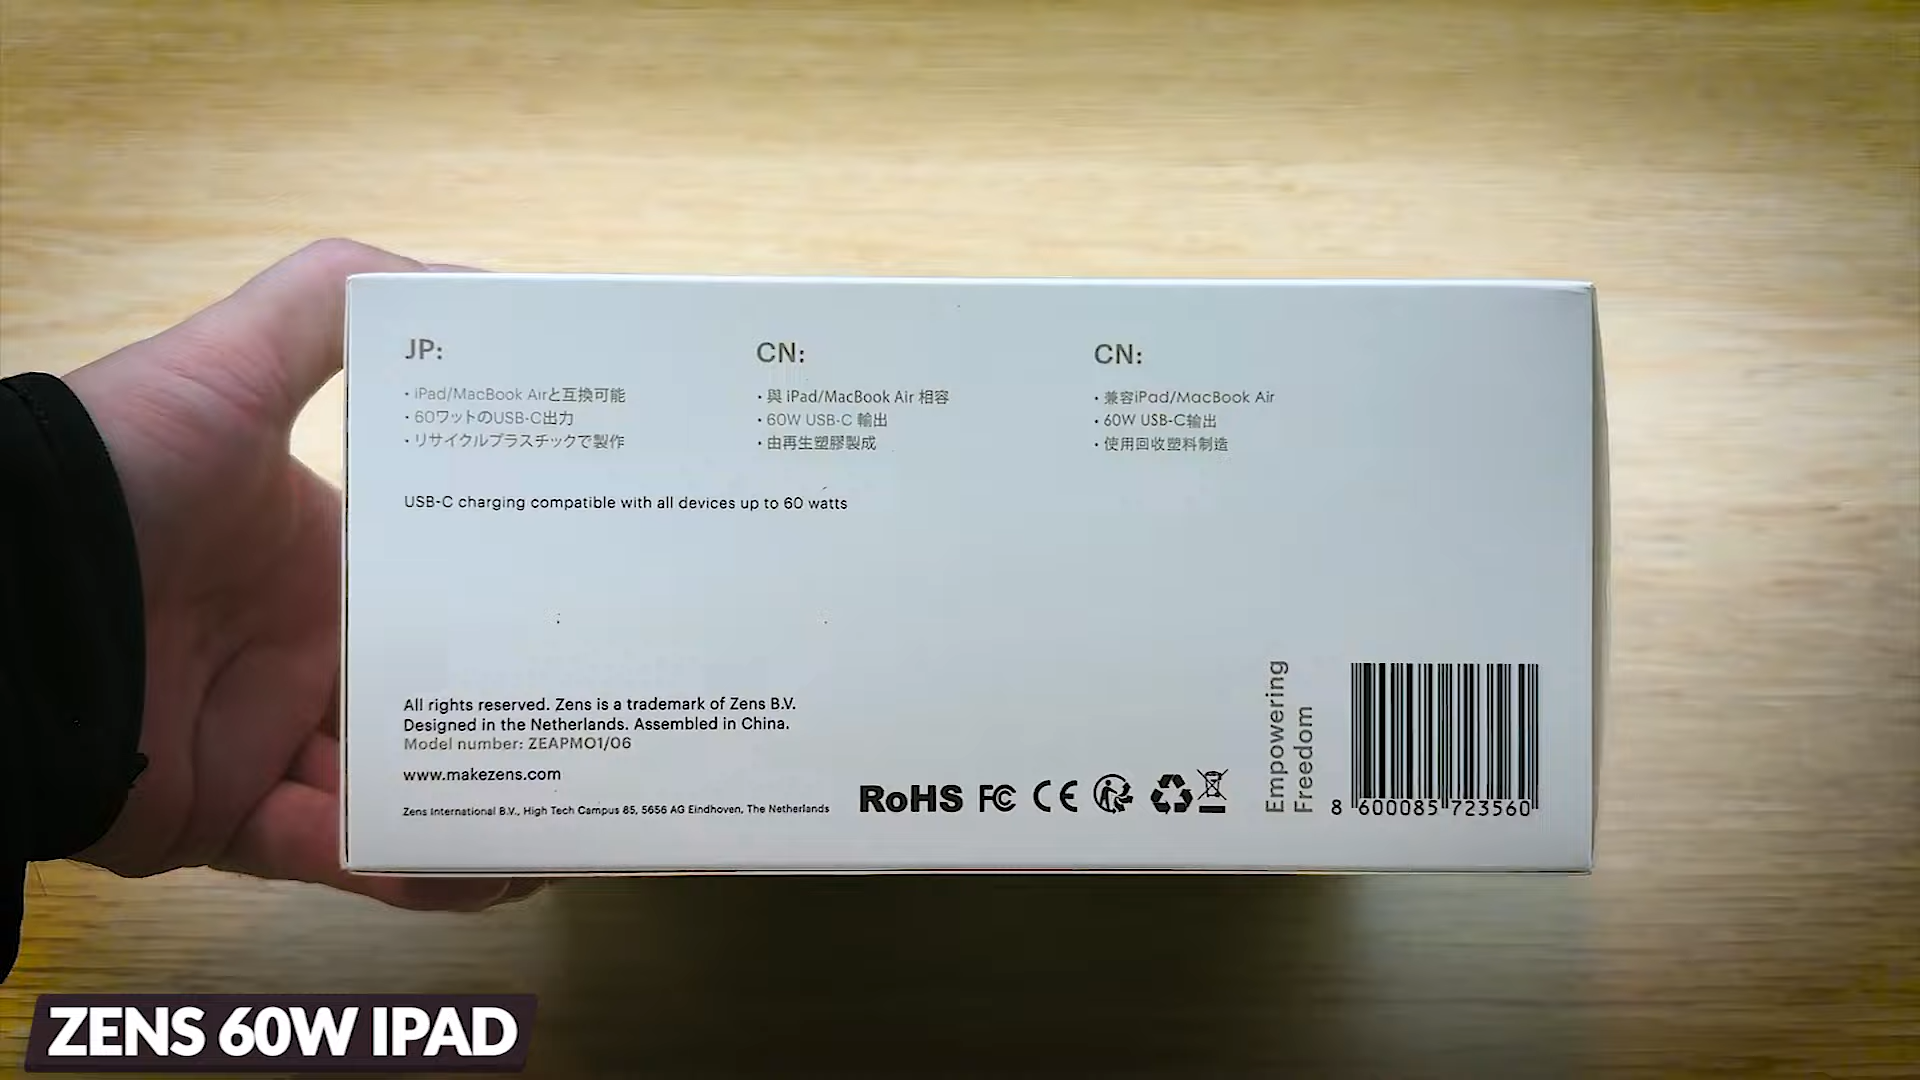 JP:
• iPad/MacBook Airと互換可能
• 60ワットのUSB-C出力
• リサイクルプラスチックで製作
CN:
• 與 iPad/MacBook Air 相容
• 60W USB-C 輸出
• 由再生塑膠製成
CN:
• 兼容iPad/MacBook Air
• 60W USB-C输出
• 使用回收塑料制造
USB-C charging compatible with all devices up to 60 watts
All rights reserved. Zens is a trademark of Zens B.V.
Designed in the Netherlands. Assembled in China.
Model number: ZEAPM01/06
www.makezens.com
Zens International B.V., High Tech Campus 85, 5656 AG Eindhoven, The Netherlands
RoHS FC CE
Empowering
Freedom
8 600085 723560
ZENS 60W IPAD